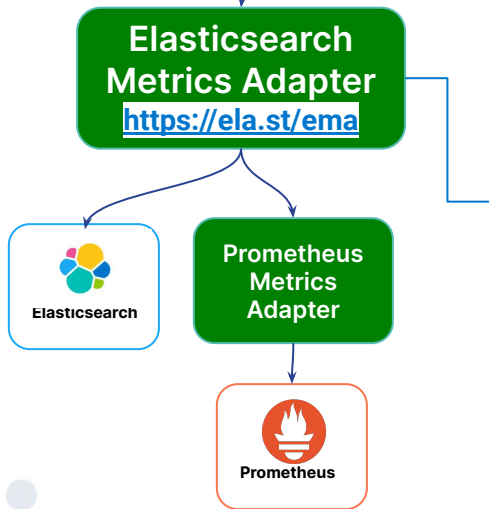 Elasticsearch
Metrics Adapter
https://ela.st/ema
Elasticsearch
Prometheus
Metrics
Adapter
Prometheus